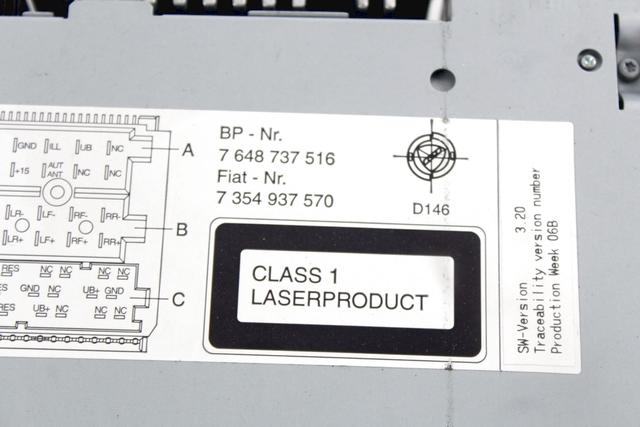 GND ILL UB NC
A
+15 AUT ANT NC NC
LR- LF- RF- RR-
B
LR+ LF+ RF+ RR+
RES NC NC NC NC
GND NC UB+ GND
C
RES UB+ NC NC NC
BP - Nr.
7 648 737 516
Fiat - Nr.
7 354 937 570
D146
CLASS 1
LASERPRODUCT
SW-Version 3.20
Traceability version number
Production Week 06B